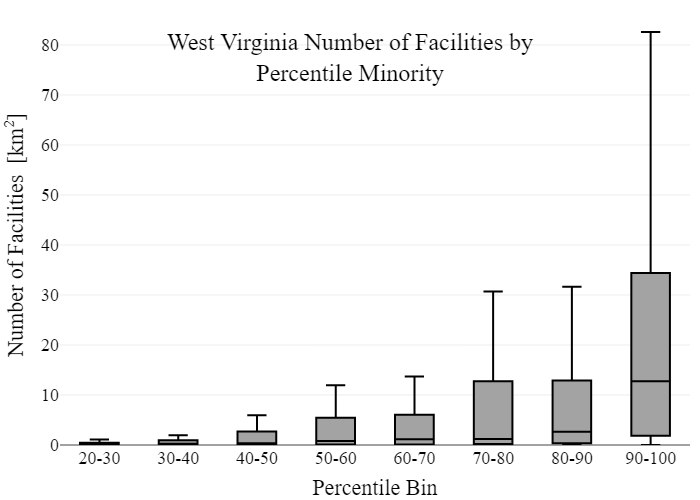 West Virginia Number of Facilities by
Percentile Minority
Number of Facilities [km²]
80
70
60
50
40
30
20
10
0
20-30 30-40 40-50 50-60 60-70 70-80 80-90 90-100
Percentile Bin